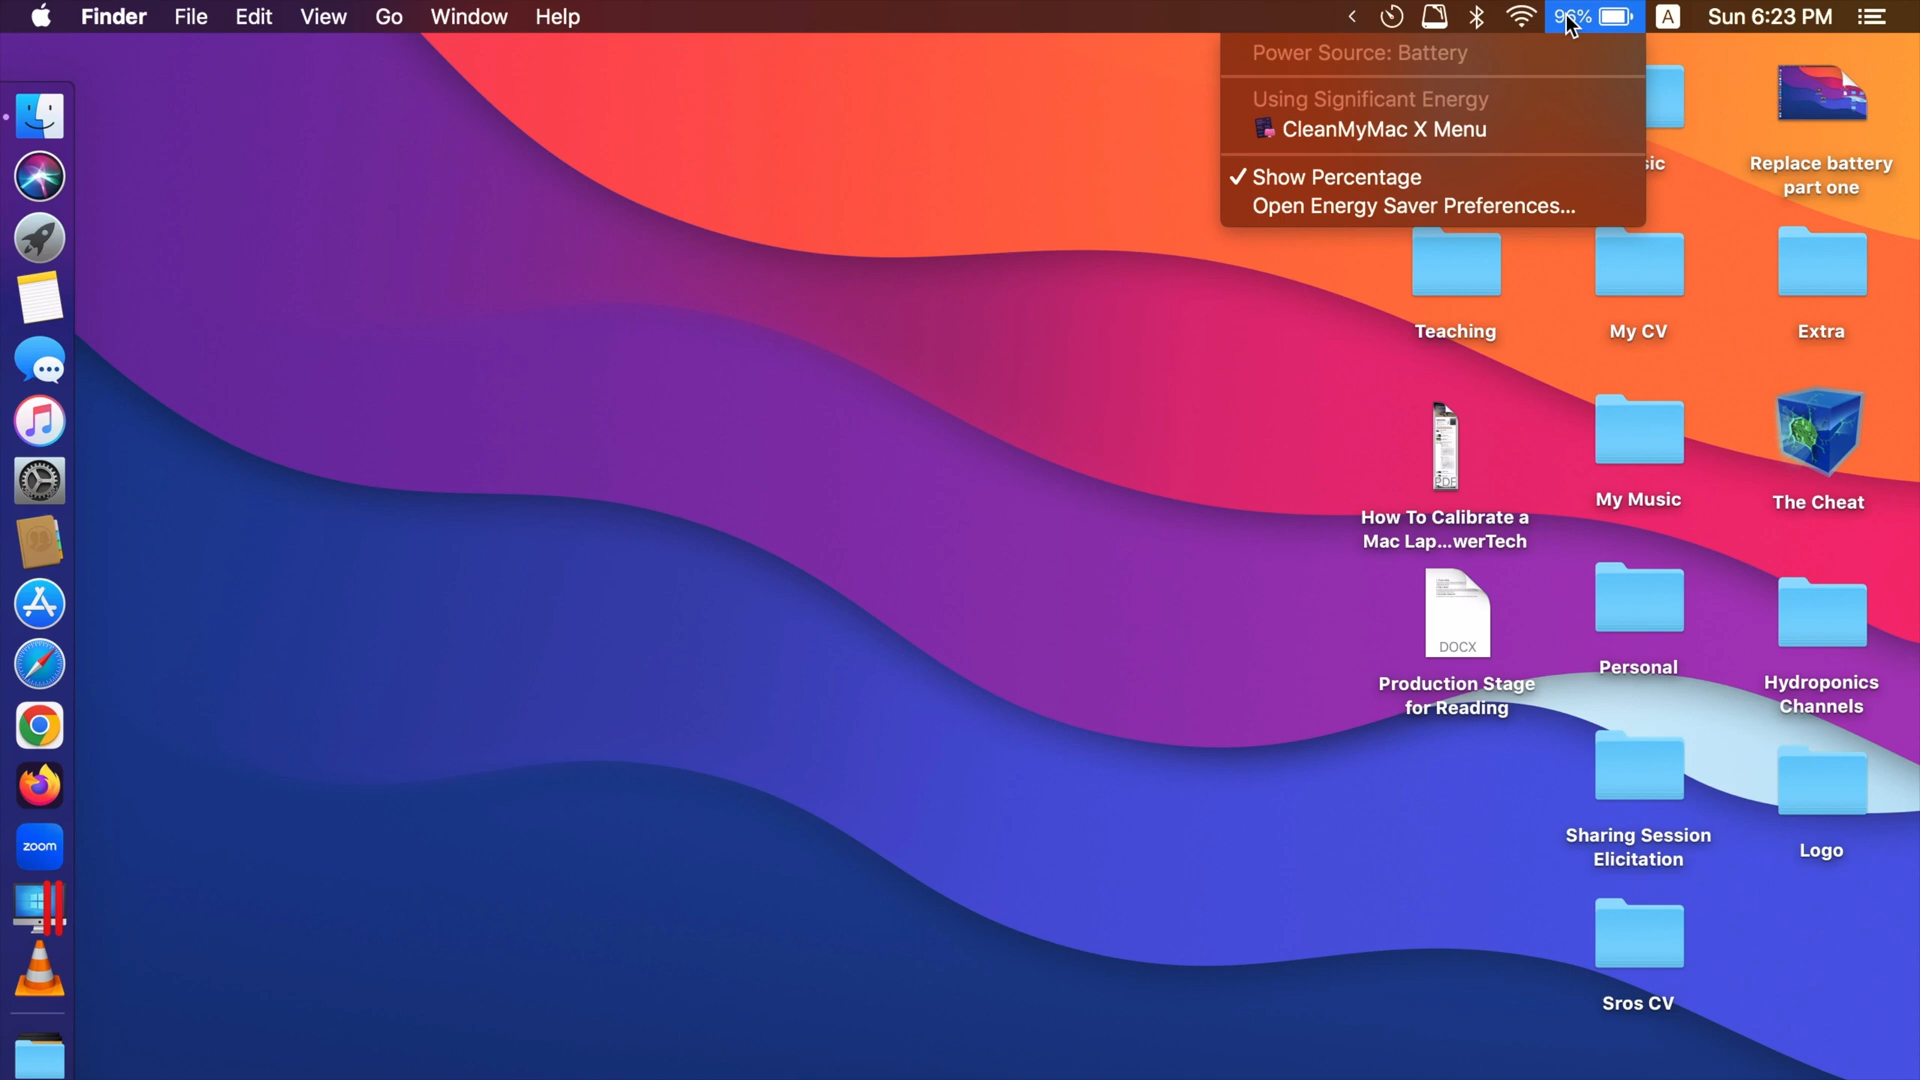 Finder File Edit View Go Window Help
96% A Sun 6:23 PM
Power Source: Battery
Using Significant Energy
CleanMyMac X Menu
✓ Show Percentage
Open Energy Saver Preferences...
Replace battery
part one
Teaching
My CV
Extra
PDF
How To Calibrate a
Mac Lap...werTech
My Music
The Cheat
DOCX
Production Stage
for Reading
Personal
Hydroponics
Channels
Sharing Session
Elicitation
Logo
Sros CV
zoom